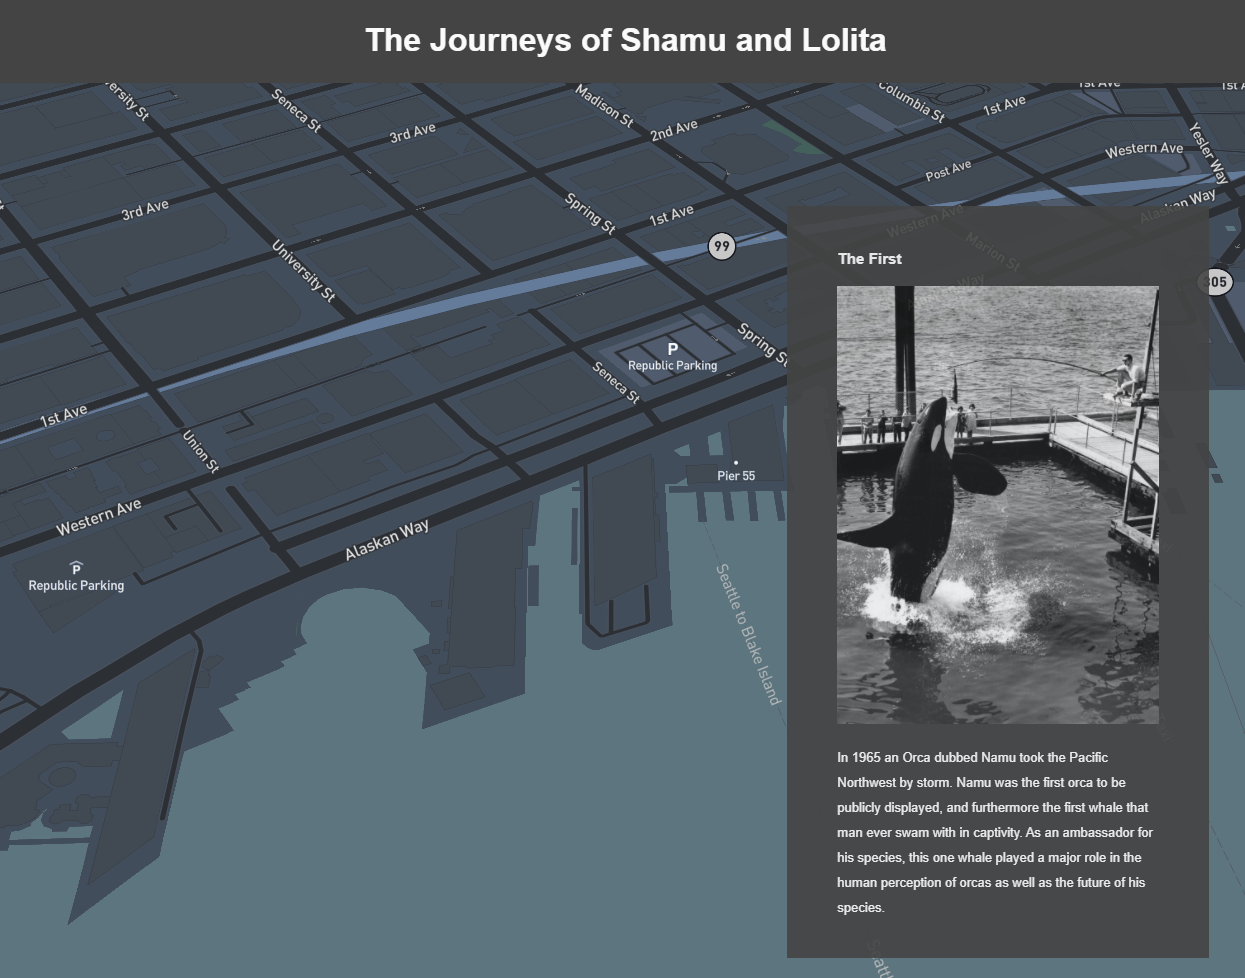 The Journeys of Shamu and Lolita
Seneca St
Madison St
Columbia St
1st Ave
1st Ave
3rd Ave
2nd Ave
Yesler Way
Western Ave
Post Ave
3rd Ave
Spring St
1st Ave
Alaskan Way
Western Ave
Marion St
99
University St
The First
Spring St
P
Republic Parking
Seneca St
1st Ave
Union St
Pier 55
Western Ave
Alaskan Way
P
Republic Parking
Seattle to Blake Island
In 1965 an Orca dubbed Namu took the Pacific
Northwest by storm. Namu was the first orca to be
publicly displayed, and furthermore the first whale that
man ever swam with in captivity. As an ambassador for
his species, this one whale played a major role in the
human perception of orcas as well as the future of his
species.